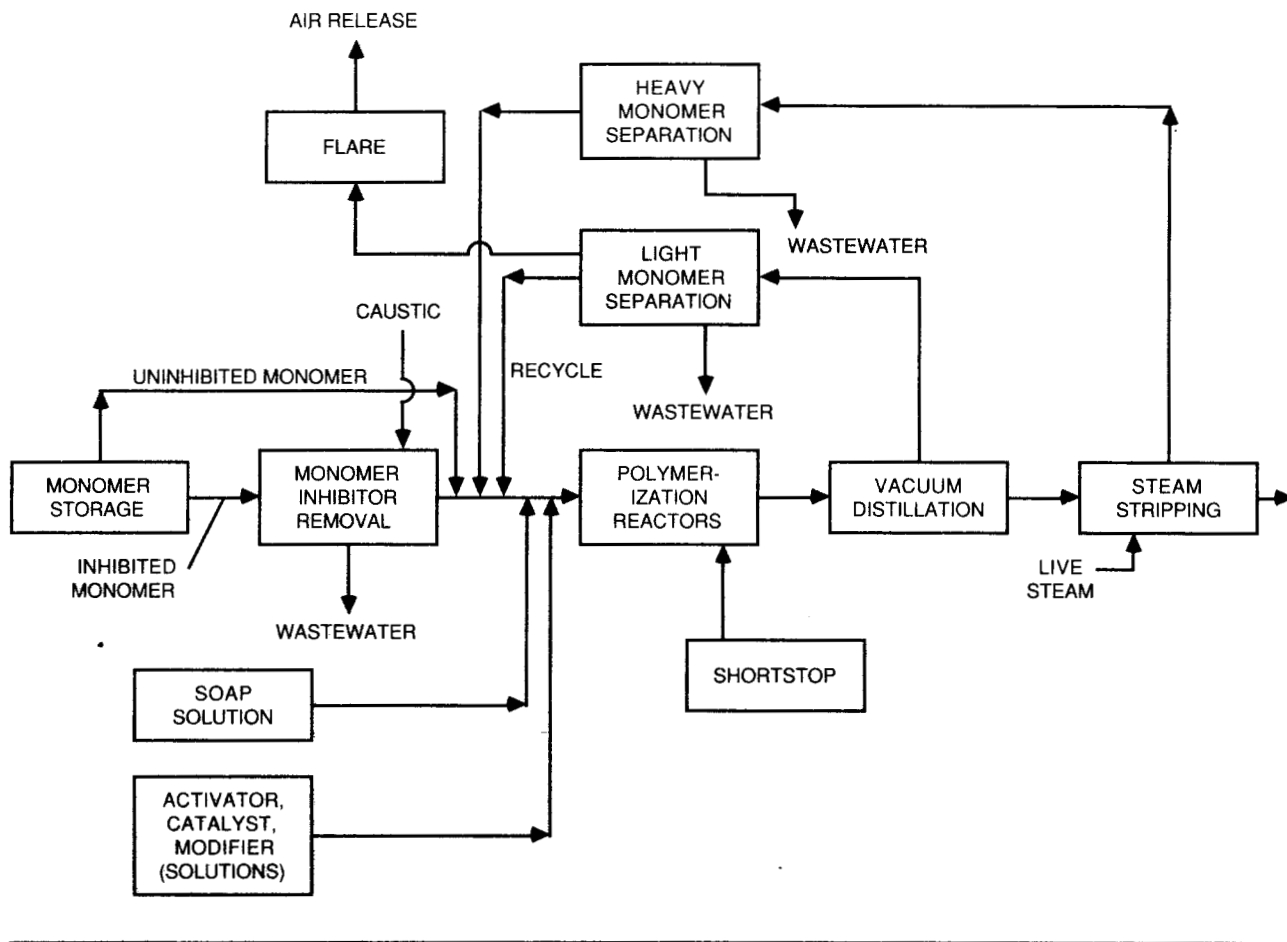 AIR RELEASE
FLARE
HEAVY
MONOMER
SEPARATION
WASTEWATER
LIGHT
MONOMER
SEPARATION
CAUSTIC
RECYCLE
UNINHIBITED MONOMER
WASTEWATER
MONOMER
STORAGE
MONOMER
INHIBITOR
REMOVAL
POLYMER-
IZATION
REACTORS
VACUUM
DISTILLATION
STEAM
STRIPPING
INHIBITED
MONOMER
LIVE
STEAM
WASTEWATER
SOAP
SOLUTION
SHORTSTOP
ACTIVATOR,
CATALYST,
MODIFIER
(SOLUTIONS)